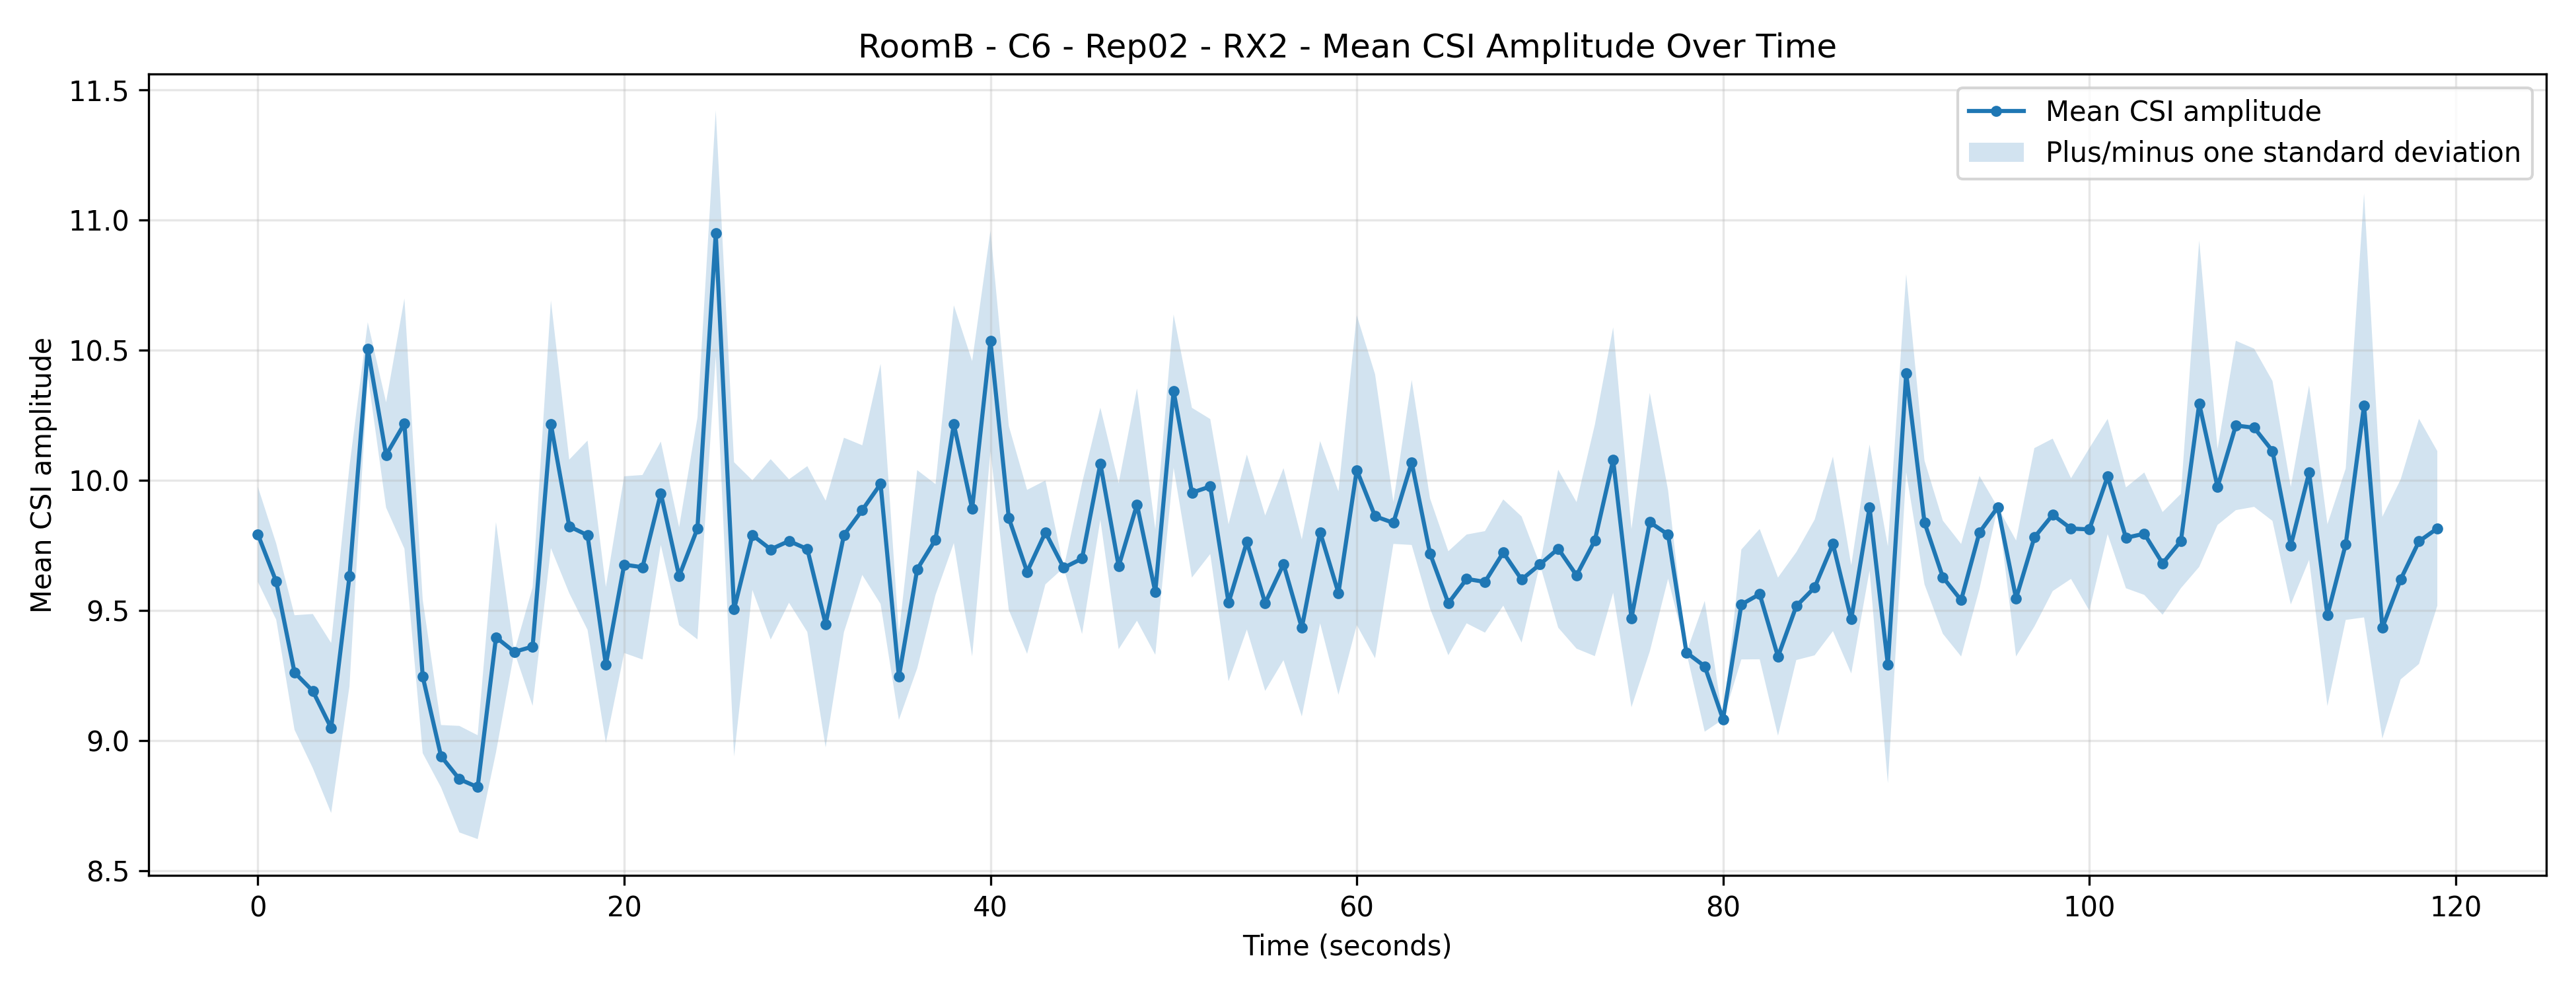 RoomB - C6 - Rep02 - RX2 - Mean CSI Amplitude Over Time
Mean CSI amplitude
Plus/minus one standard deviation
Mean CSI amplitude
11.5
11.0
10.5
10.0
9.5
9.0
8.5
0 20 40 60 80 100 120
Time (seconds)